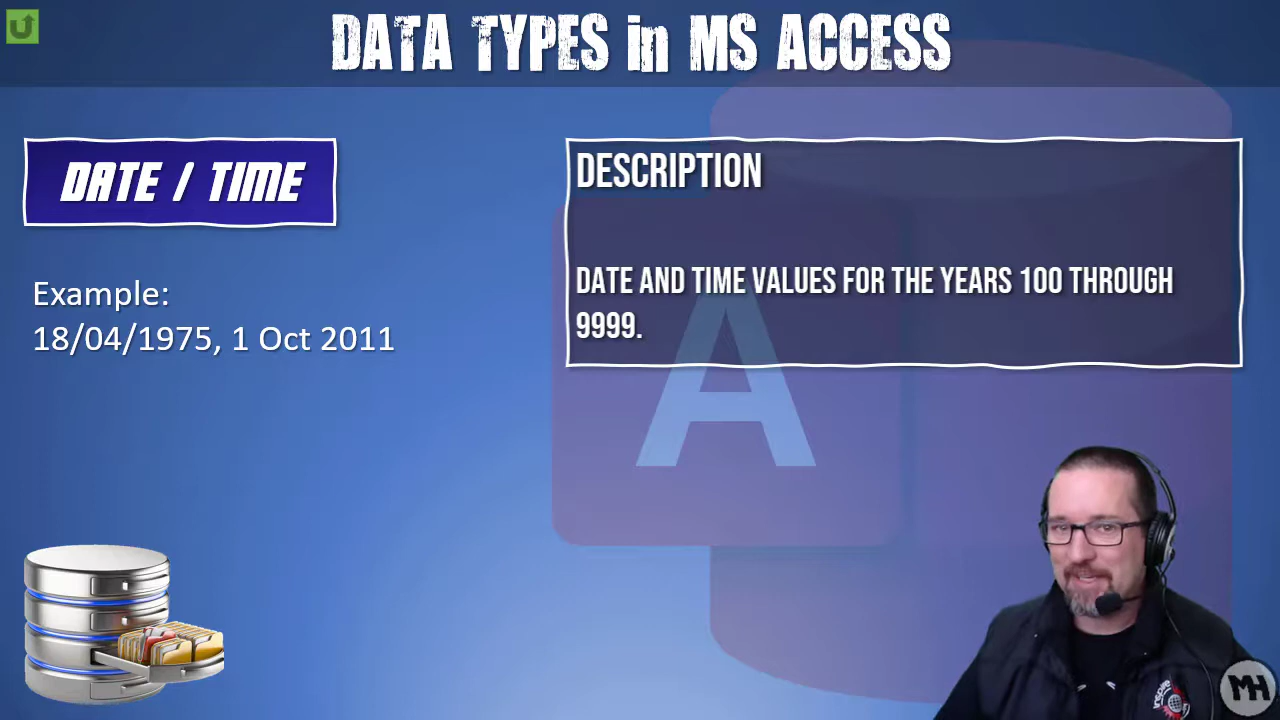 DATA TYPES in MS ACCESS
DATE / TIME
Example:
18/04/1975, 1 Oct 2011
DESCRIPTION
DATE AND TIME VALUES FOR THE YEARS 100 THROUGH
9999.
A
MH